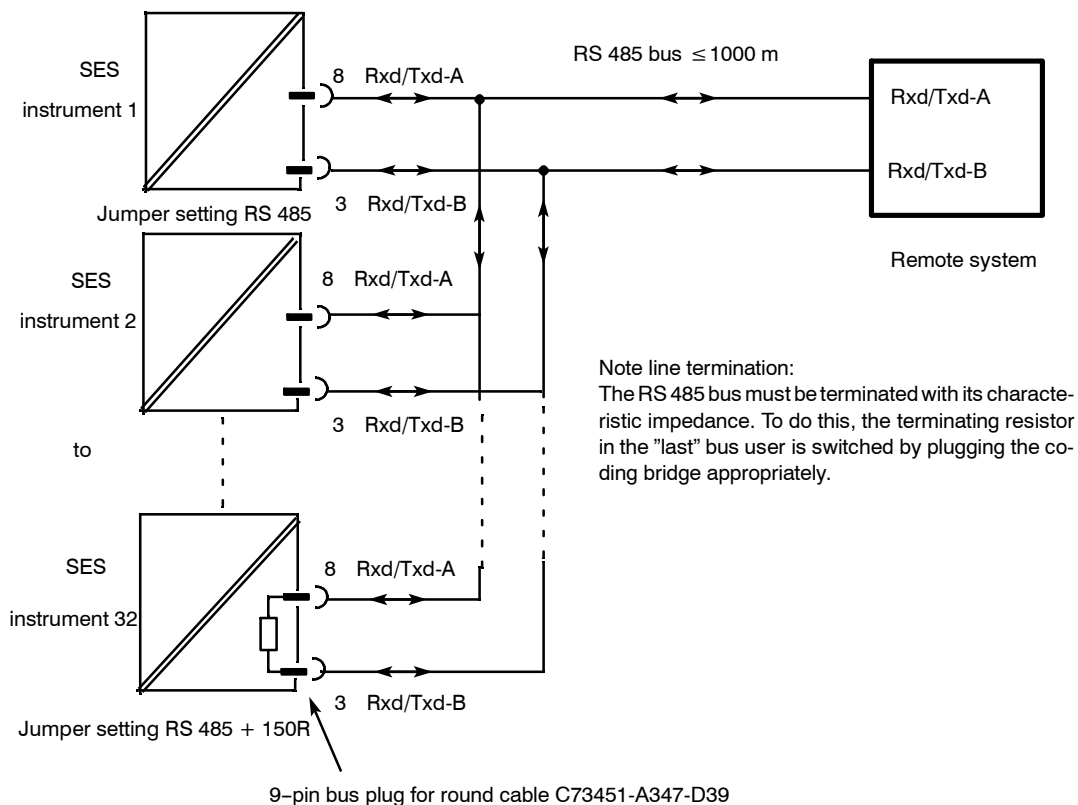 RS 485 bus ≤ 1000 m
SES
instrument 1
8 Rxd/Txd-A
3 Rxd/Txd-B
Jumper setting RS 485
Rxd/Txd-A
Rxd/Txd-B
Remote system
SES
instrument 2
8 Rxd/Txd-A
3 Rxd/Txd-B
to
Note line termination:
The RS 485 bus must be terminated with its characte-
ristic impedance. To do this, the terminating resistor
in the ”last” bus user is switched by plugging the co-
ding bridge appropriately.
SES
instrument 32
8 Rxd/Txd-A
3 Rxd/Txd-B
Jumper setting RS 485 + 150R
9–pin bus plug for round cable C73451-A347-D39